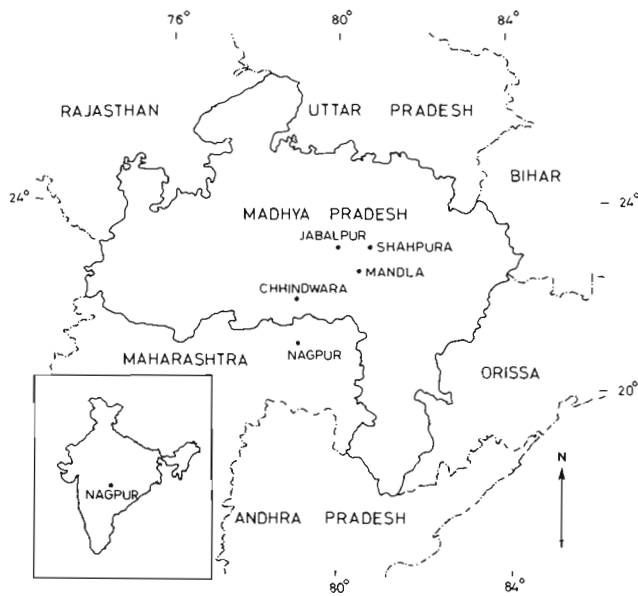 76° 80° 84°
RAJASTHAN UTTAR PRADESH
BIHAR
24° 24°
MADHYA PRADESH
JABALPUR
SHAHPURA
MANDLA
CHHINDWARA
MAHARASHTRA
NAGPUR
ORISSA
20°
N
NAGPUR
ANDHRA PRADESH
80° 84°